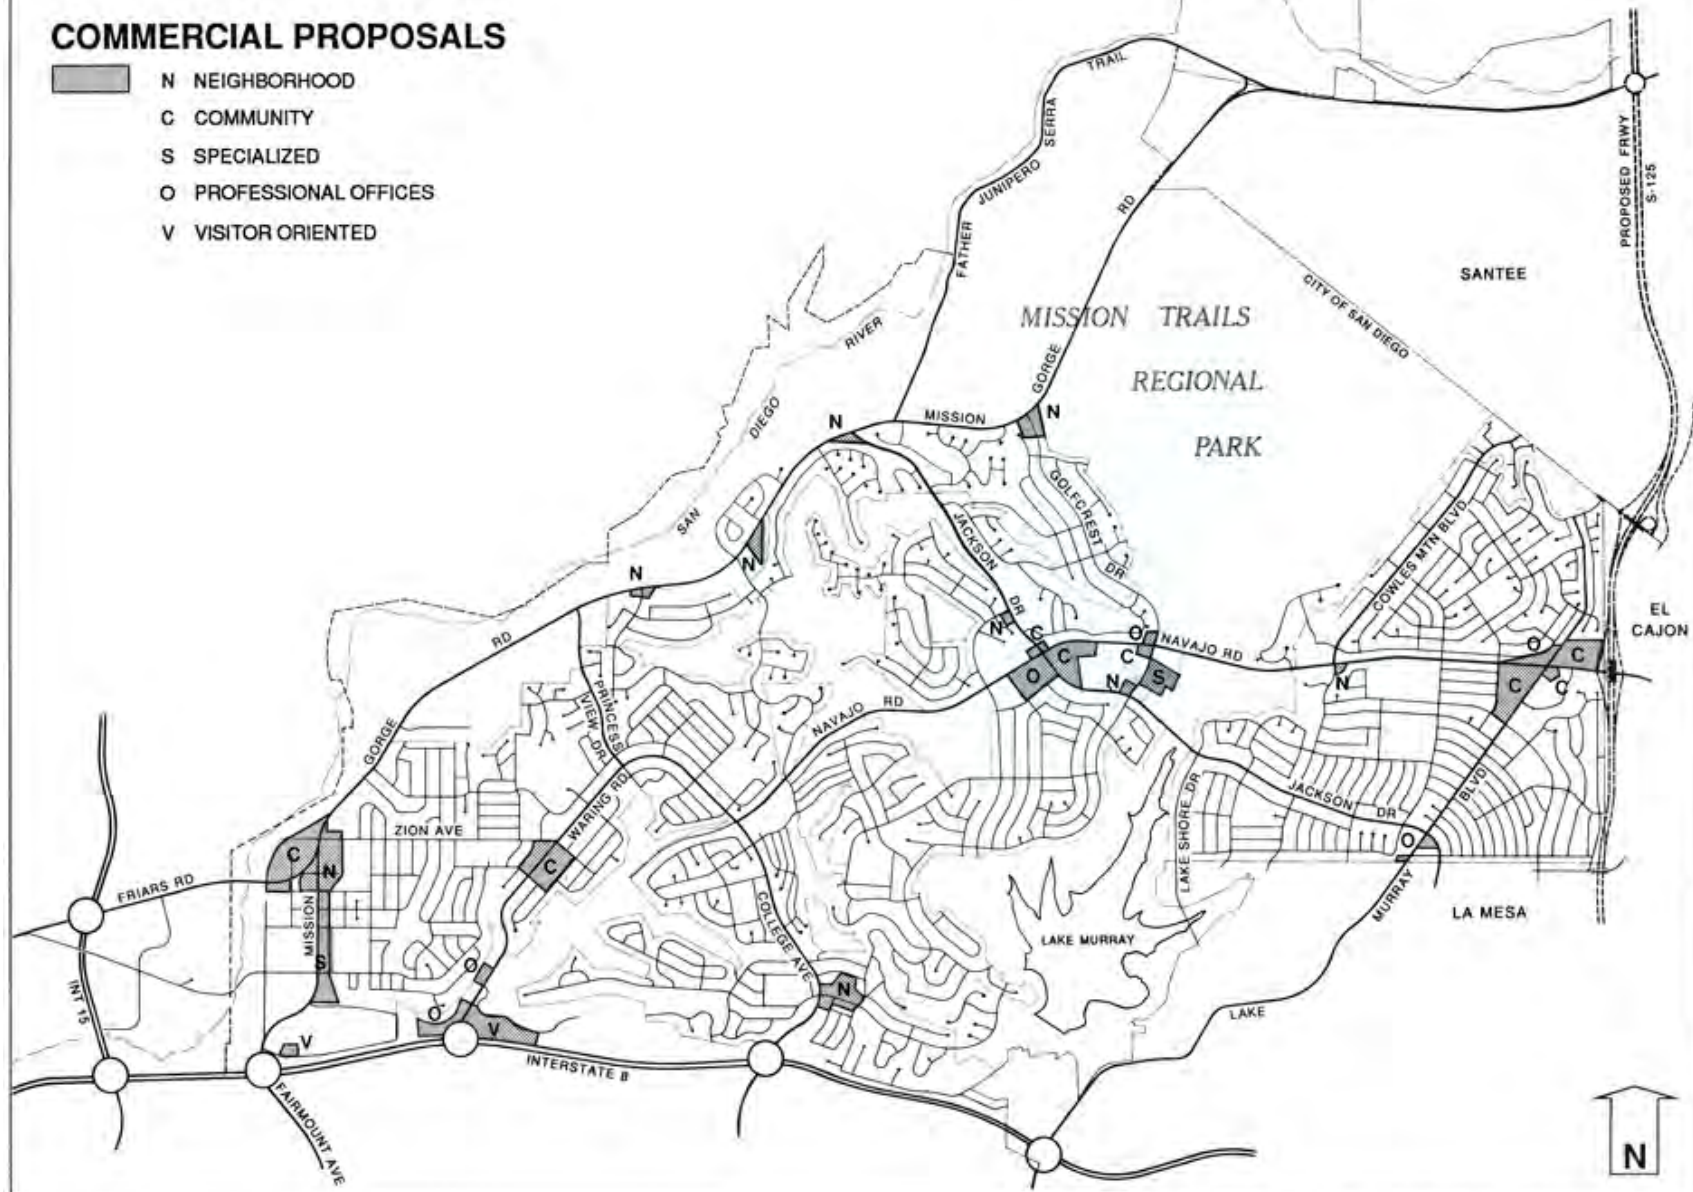 COMMERCIAL PROPOSALS
N NEIGHBORHOOD
C COMMUNITY
S SPECIALIZED
O PROFESSIONAL OFFICES
V VISITOR ORIENTED
TRAIL
SERRA
JUNIPERO
FATHER
RD
PROPOSED FRWY
S-125
SANTEE
CITY OF SAN DIEGO
MISSION TRAILS
REGIONAL
PARK
RIVER
DIEGO
SAN
GORGE
MISSION
N
N
N
N
GOLFCREST
DR
JACKSON
DR
COWLES MTN BLVD
EL
CAJON
N
C
O
C
O
C
N
S
NAVAJO RD
N
O
C
C
C
RD
GORGE
PRINCESS
VIEW DR
NAVAJO RD
WARING RD
ZION AVE
C
N
C
FRIARS RD
MISSION
S
COLLEGE AVE
LAKE SHORE DR
JACKSON DR
BLVD
O
MURRAY
LA MESA
LAKE MURRAY
O
O
N
V
V
INT 15
LAKE
INTERSTATE 8
FAIRMOUNT AVE
N